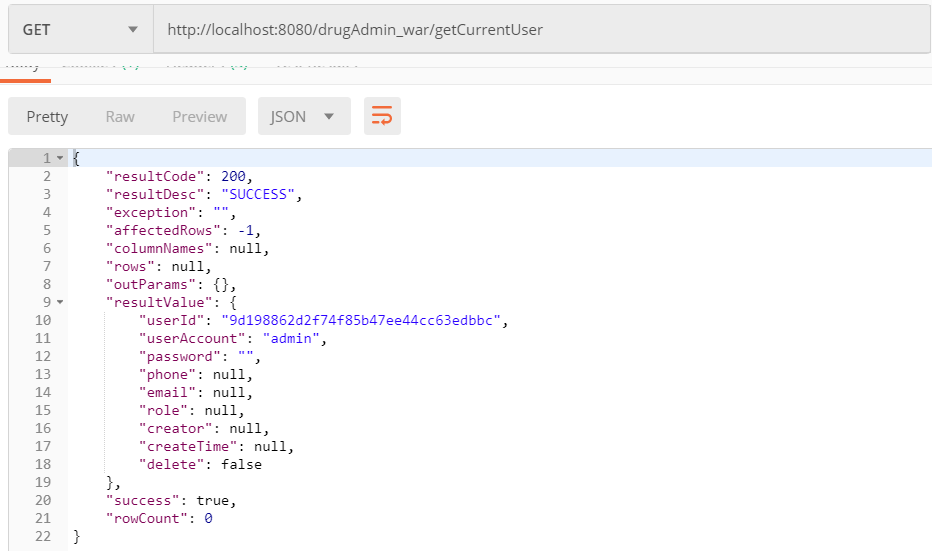 GET http://localhost:8080/drugAdmin_war/getCurrentUser
Pretty Raw Preview JSON
1 {
2 "resultCode": 200,
3 "resultDesc": "SUCCESS",
4 "exception": "",
5 "affectedRows": -1,
6 "columnNames": null,
7 "rows": null,
8 "outParams": {},
9 "resultValue": {
10 "userId": "9d198862d2f74f85b47ee44cc63edbbc",
11 "userAccount": "admin",
12 "password": "",
13 "phone": null,
14 "email": null,
15 "role": null,
16 "creator": null,
17 "createTime": null,
18 "delete": false
19 },
20 "success": true,
21 "rowCount": 0
22 }